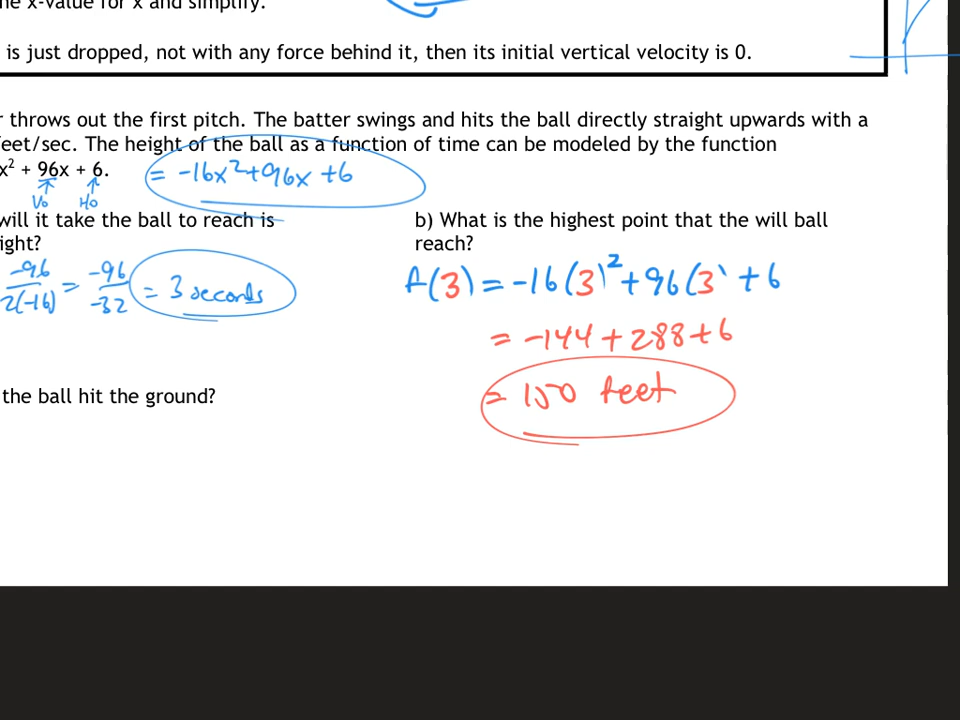 he x-value for x and simplify.
is just dropped, not with any force behind it, then its initial vertical velocity is 0.
r throws out the first pitch. The batter swings and hits the ball directly straight upwards with a
feet/sec. The height of the ball as a function of time can be modeled by the function
x² + 96x + 6. = -16x²+96x +6
V₀ H₀
will it take the ball to reach is
ight?
-96/2(-16) = -96/-32 = 3 seconds
b) What is the highest point that the will ball
reach?
A(3) = -16(3)²+96(3)+6
= -144+288+6
= 150 feet
the ball hit the ground?